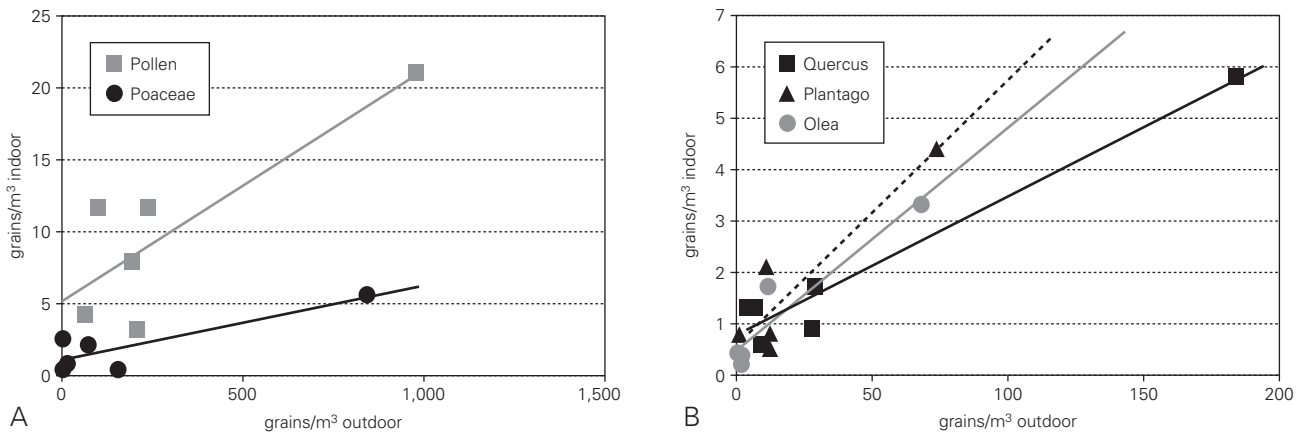 25
20
15
10
5
0
grains/m³ indoor
Pollen
Poaceae
0
500
1,000
1,500
grains/m³ outdoor
A
7
6
5
4
3
2
1
0
grains/m³ indoor
Quercus
Plantago
Olea
0
50
100
150
200
grains/m³ outdoor
B